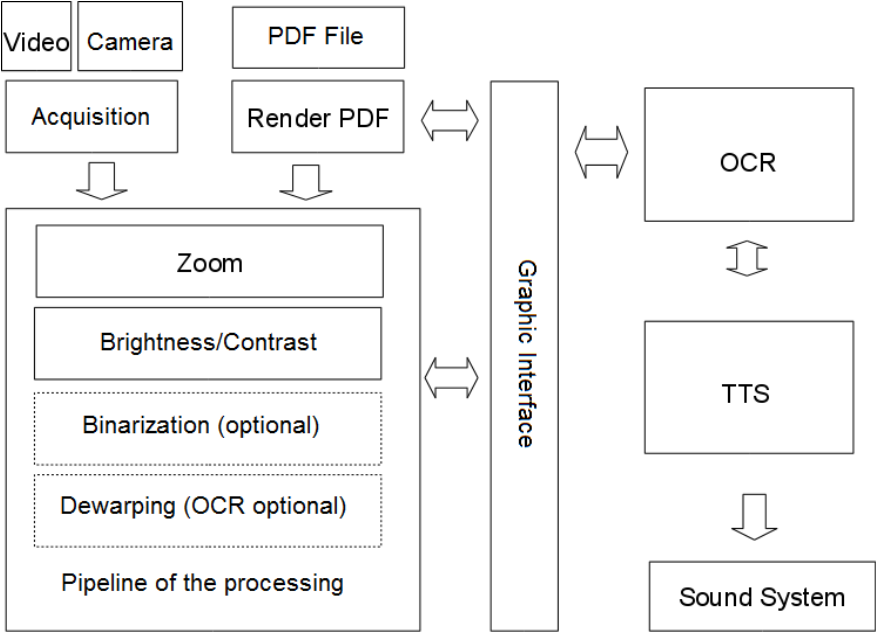 Video
Camera
PDF File
Acquisition
Render PDF
OCR
Zoom
Brightness/Contrast
Binarization (optional)
Dewarping (OCR optional)
Pipeline of the processing
Graphic Interface
TTS
Sound System